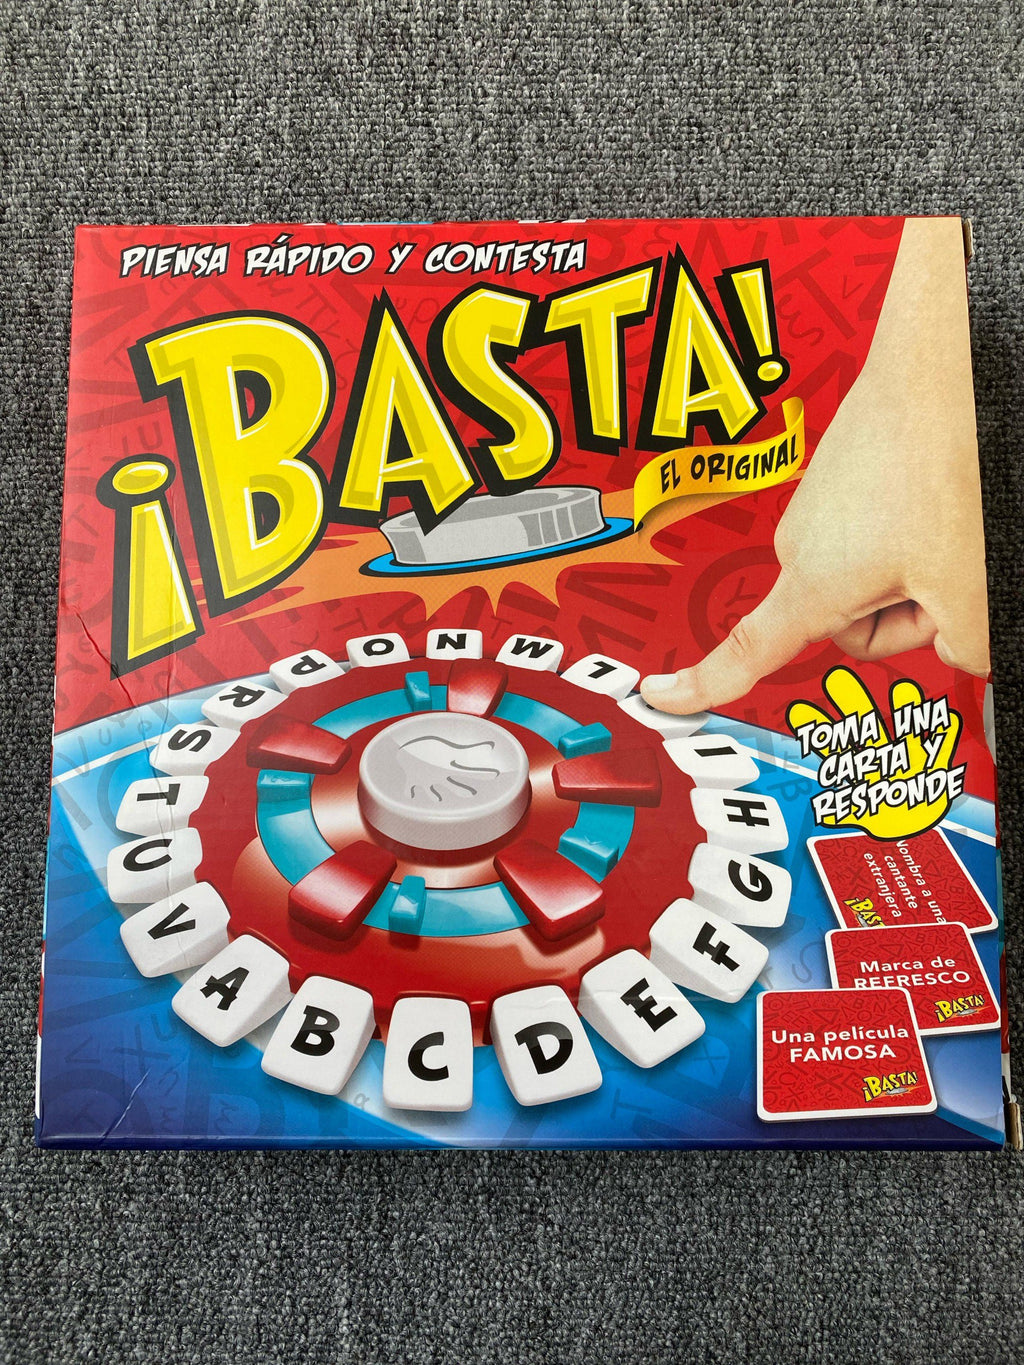 PIENSA RÁPIDO Y CONTESTA
¡BASTA!
EL ORIGINAL
TOMA UNA
CARTA Y
RESPONDE
A
B
C
D
E
F
G
H
I
L
M
N
O
P
R
S
T
U
V
Nombra a una
cantante
extranjera
¡BAST
Marca de
REFRESCO
¡BASTA!
Una película
FAMOSA
¡BASTA!